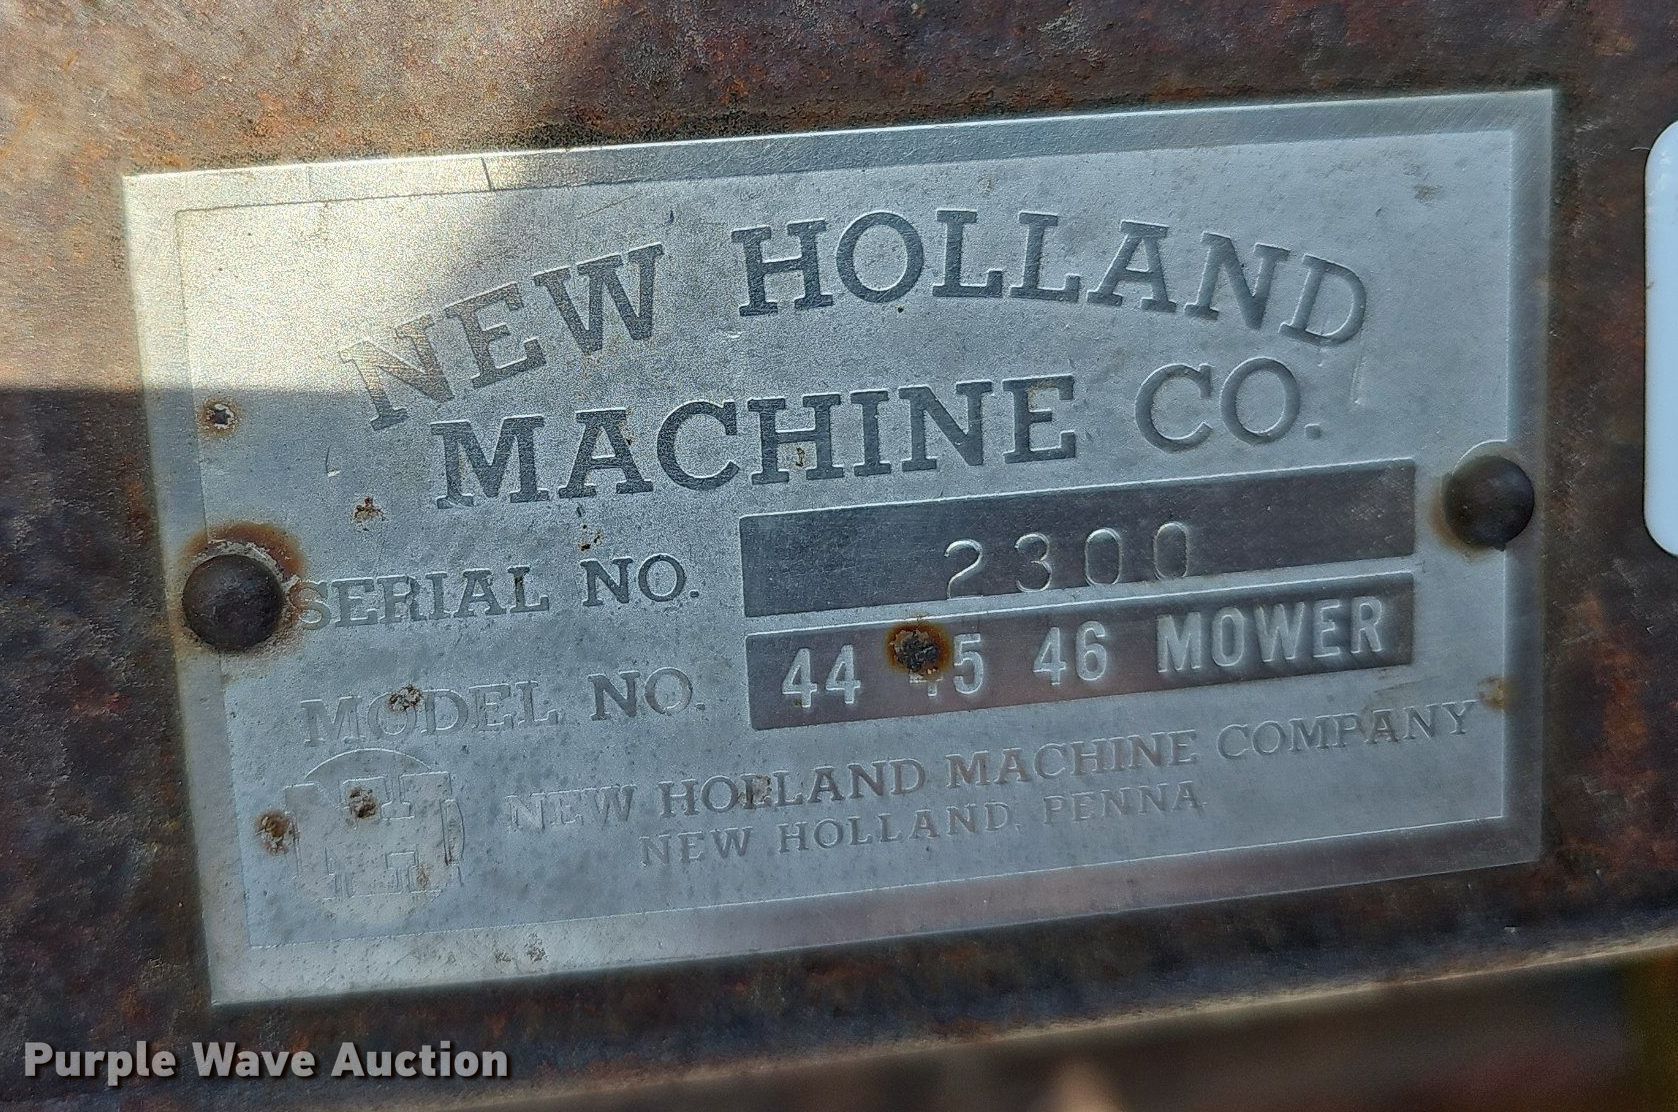 NEW HOLLAND
MACHINE CO.
SERIAL NO. 2300
MODEL NO. 44 45 46 MOWER
NEW HOLLAND MACHINE COMPANY
NEW HOLLAND, PENNA.
Purple Wave Auction